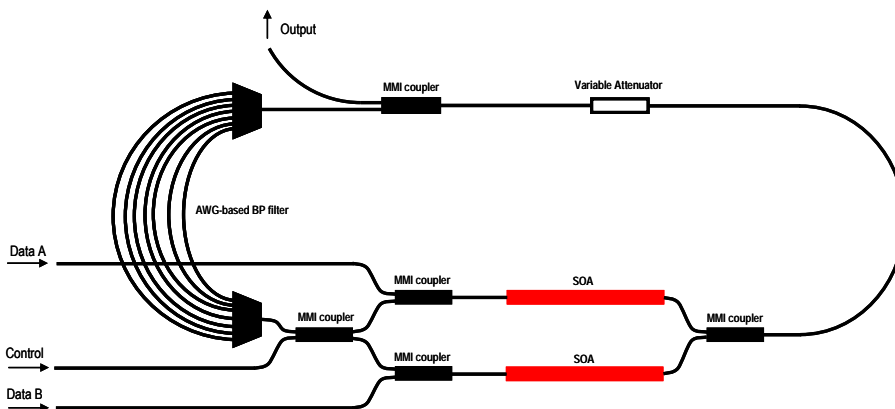 Output
MMI coupler
Variable Attenuator
AWG-based BP filter
Data A
MMI coupler
SOA
MMI coupler
MMI coupler
Control
MMI coupler
SOA
Data B